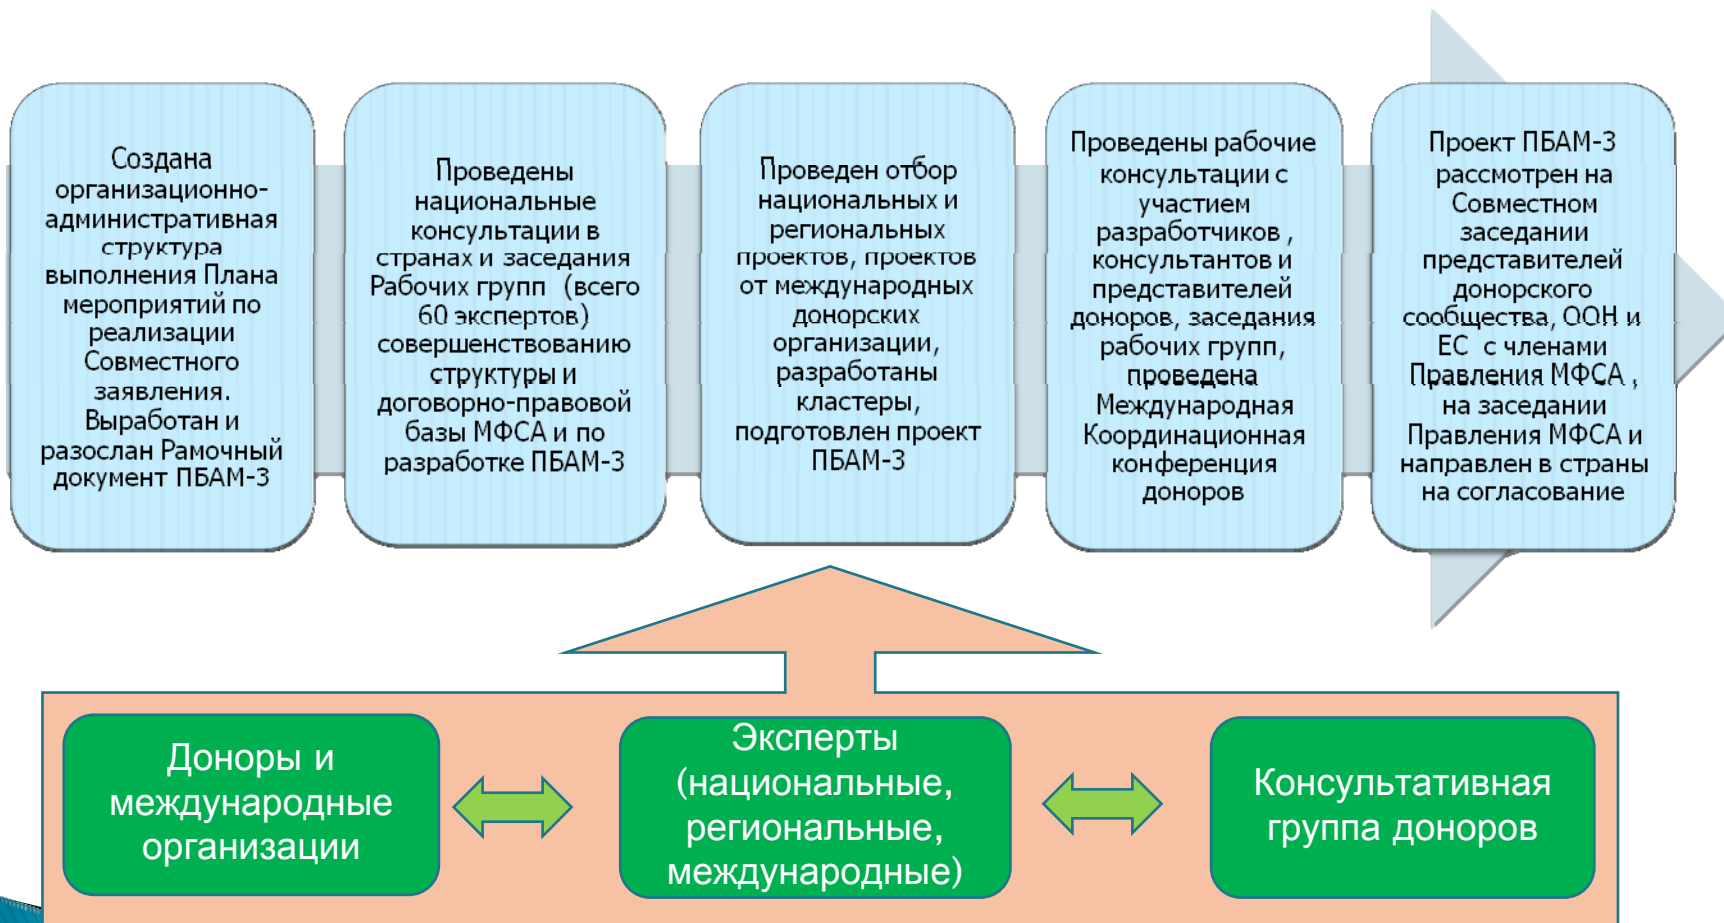 Создана
организационно-
административная
структура
выполнения Плана
мероприятий по
реализации
Совместного
заявления.
Выработан и
разослан Рамочный
документ ПБАМ-3
Проведены
национальные
консультации в
странах и заседания
Рабочих групп (всего
60 экспертов)
совершенствованию
структуры и
договорно-правовой
базы МФСА и по
разработке ПБАМ-3
Проведен отбор
национальных и
региональных
проектов, проектов
от международных
донорских
организации,
разработаны
кластеры,
подготовлен проект
ПБАМ-3
Проведены рабочие
консультации с
участием
разработчиков ,
консультантов и
представителей
доноров, заседания
рабочих групп,
проведена
Международная
Координационная
конференция
доноров
Проект ПБАМ-3
рассмотрен на
Совместном
заседании
представителей
донорского
сообщества, ООН и
ЕС с членами
Правления МФСА ,
на заседании
Правления МФСА и
направлен в страны
на согласование
Доноры и
международные
организации
Эксперты
(национальные,
региональные,
международные)
Консультативная
группа доноров